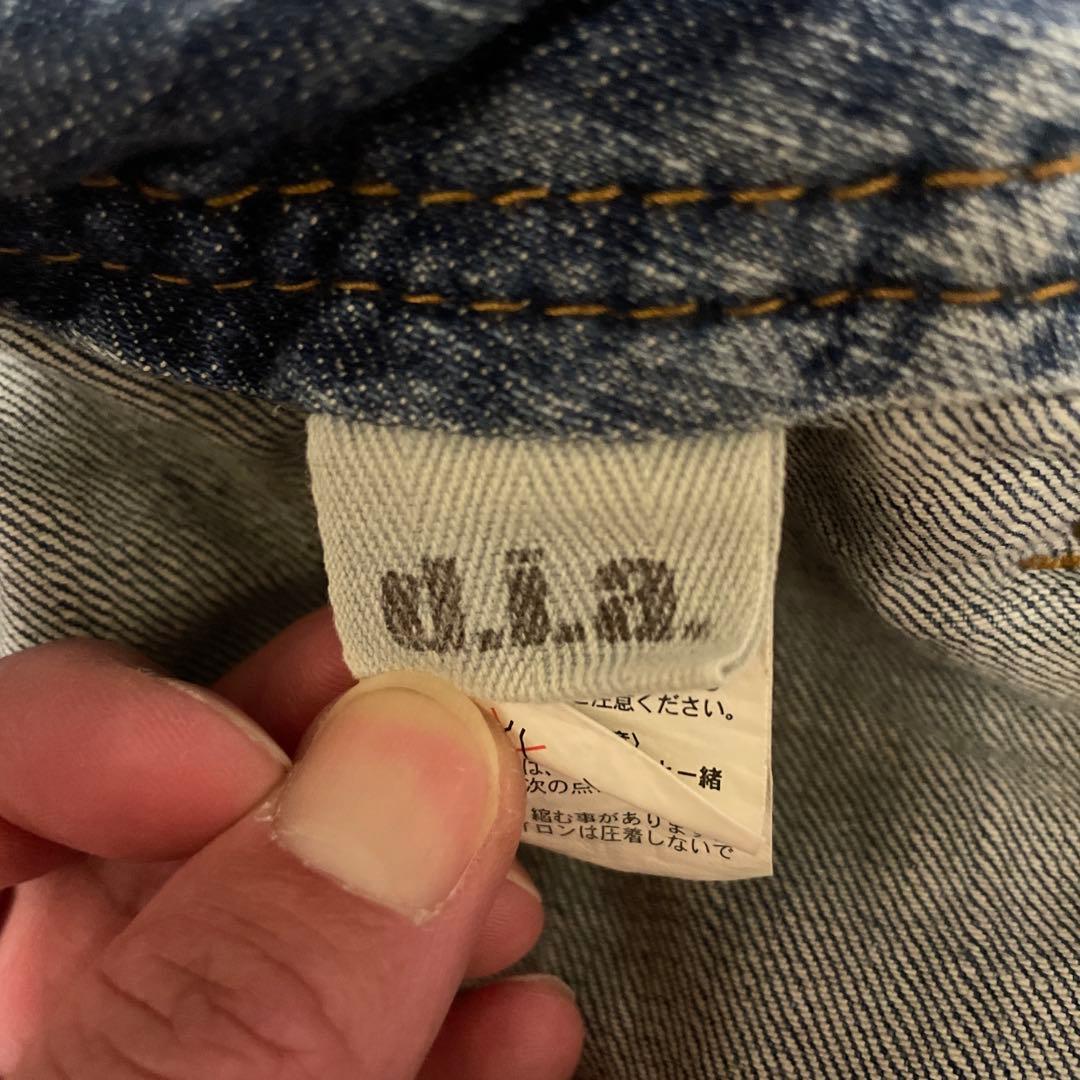 d.i.a.
注意ください。
は、
一緒
次の点
縮む事があります
イロンは圧着しないで